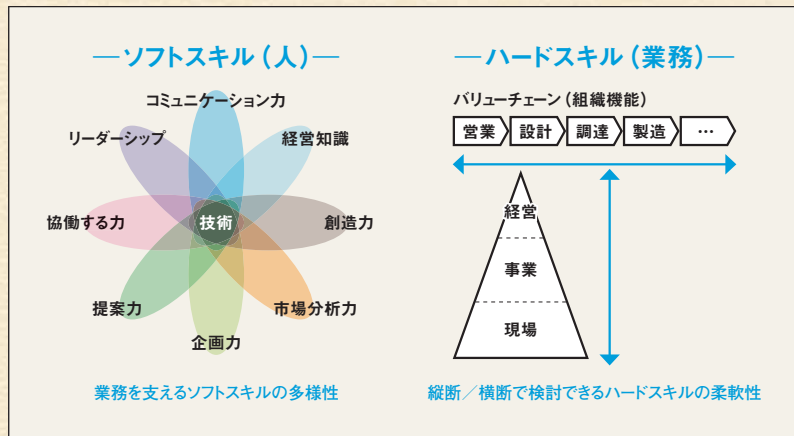 ソフトスキル(人)
コミュニケーション力
リーダーシップ
経営知識
協働する力
技術
創造力
提案力
市場分析力
企画力
業務を支えるソフトスキルの多様性
ハードスキル(業務)
バリューチェーン(組織機能)
営業 設計 調達 製造 …
経営
事業
現場
縦断/横断で検討できるハードスキルの柔軟性